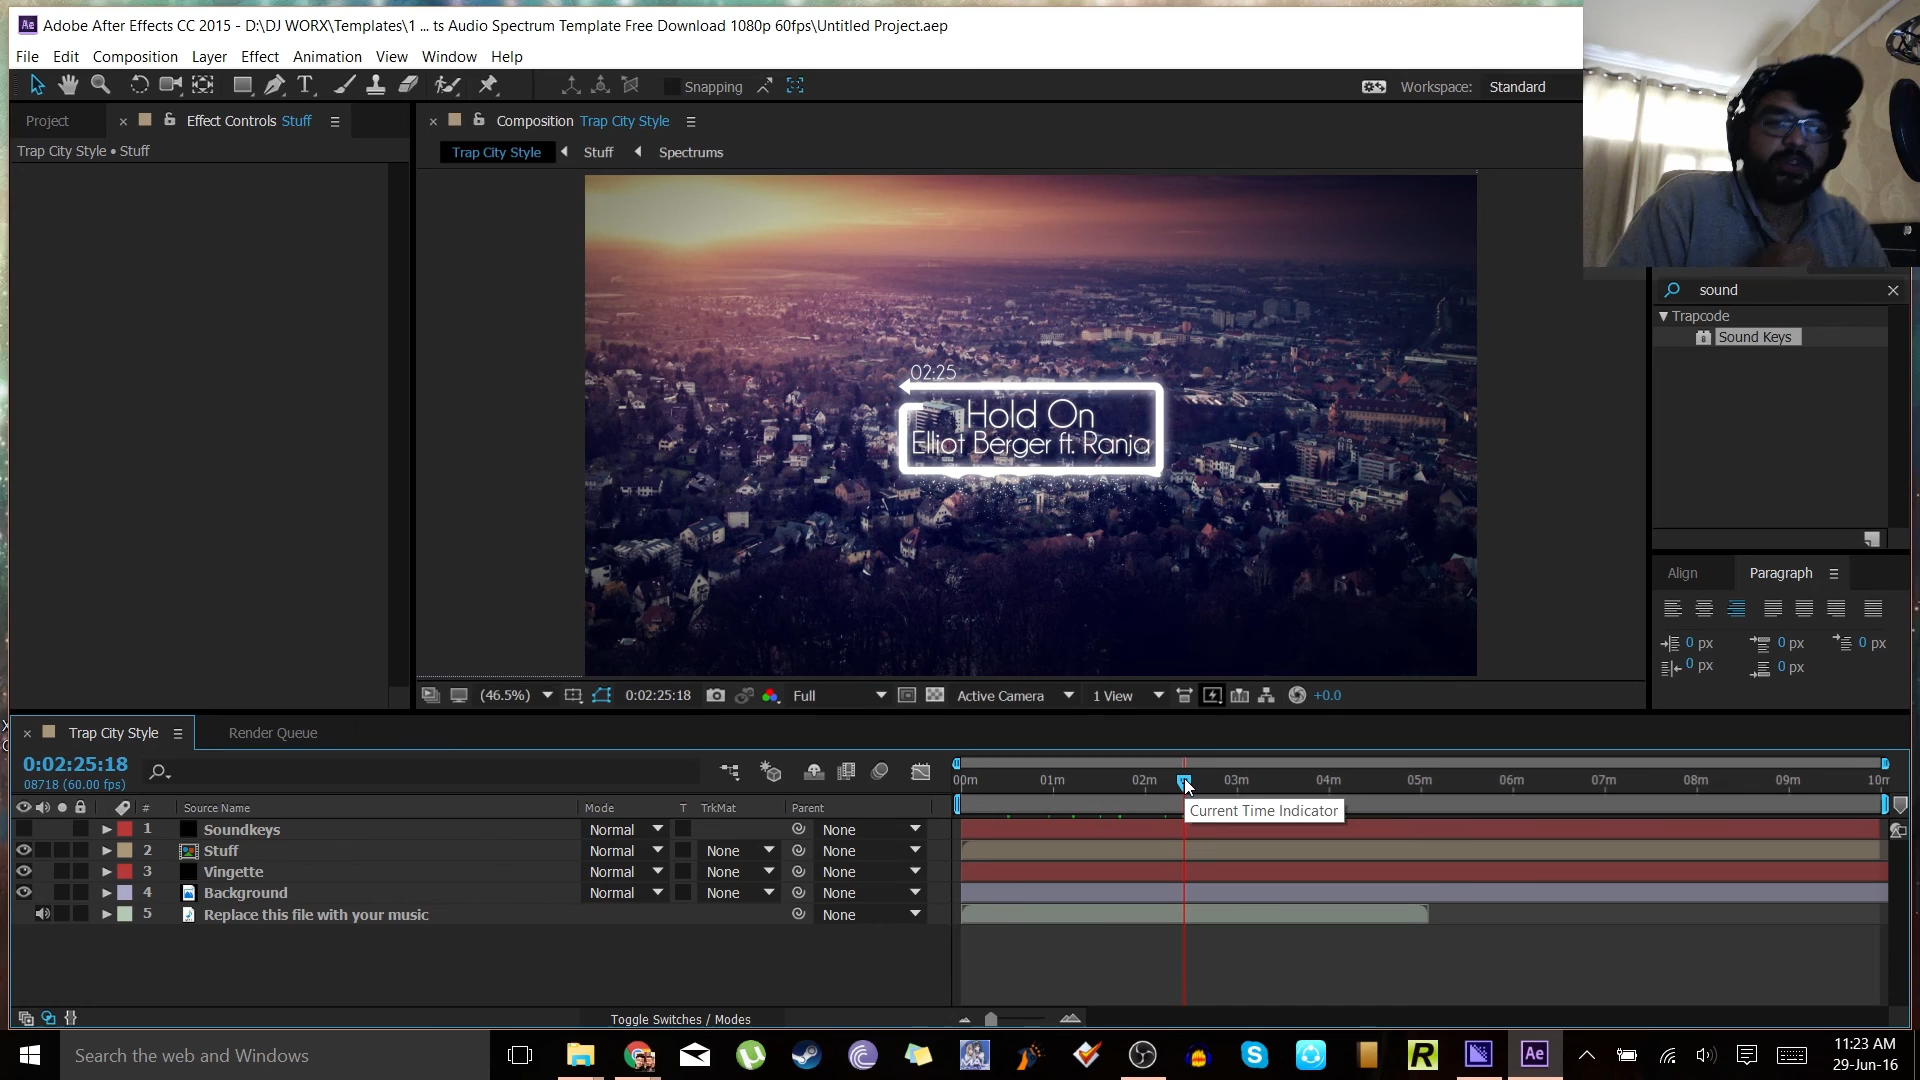 Adobe After Effects CC 2015 - D:\DJ WORX\Templates\1 ... ts Audio Spectrum Template Free Download 1080p 60fps\Untitled Project.aep
File Edit Composition Layer Effect Animation View Window Help
Snapping
Workspace: Standard
Project
Effect Controls Stuff
Composition Trap City Style
Trap City Style • Stuff
Trap City Style Stuff Spectrums
sound
Trapcode
Sound Keys
02:25
Hold On
Elliot Berger ft. Ranja
Align Paragraph
0 px 0 px 0 px
0 px 0 px
(46.5%) 0:02:25:18 Full Active Camera 1 View +0.0
Trap City Style Render Queue
0:02:25:18
08718 (60.00 fps)
00m 01m 02m 03m 04m 05m 06m 07m 08m 09m 10m
# Source Name Mode T TrkMat Parent
Current Time Indicator
1 Soundkeys Normal None
2 Stuff Normal None None
3 Vingette Normal None None
4 Background Normal None None
5 Replace this file with your music None
Toggle Switches / Modes
Search the web and Windows
Ae
11:23 AM
29-Jun-16